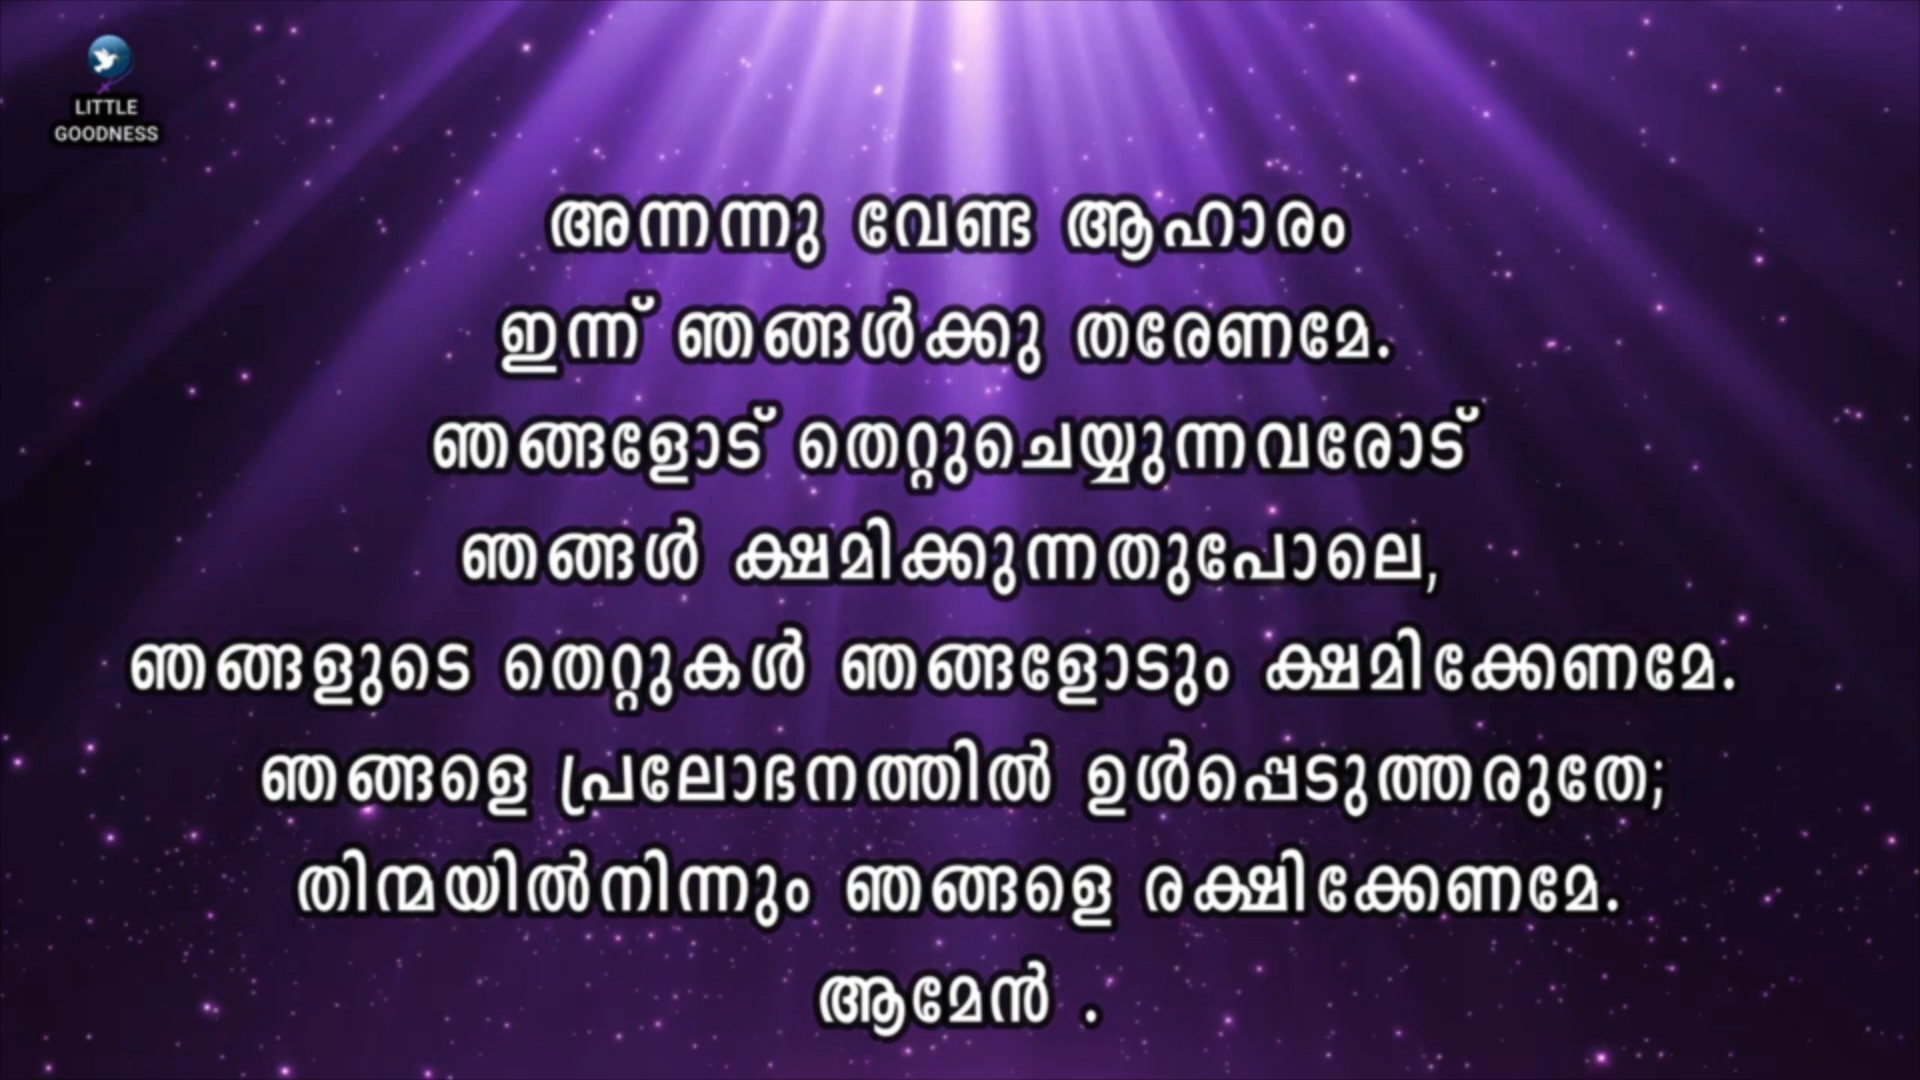 LITTLE
GOODNESS
അന്നന്നു വേണ്ട ആഹാരം
ഇന്ന് ഞങ്ങൾക്കു തരേണമേ.
ഞങ്ങളോട് തെറ്റുചെയ്യുന്നവരോട്
ഞങ്ങൾ ക്ഷമിക്കുന്നതുപോലെ,
ഞങ്ങളുടെ തെറ്റുകൾ ഞങ്ങളോടും ക്ഷമിക്കേണമേ.
ഞങ്ങളെ പ്രലോഭനത്തിൽ ഉൾപ്പെടുത്തരുതേ;
തിന്മയിൽനിന്നും ഞങ്ങളെ രക്ഷിക്കേണമേ.
ആമേൻ .